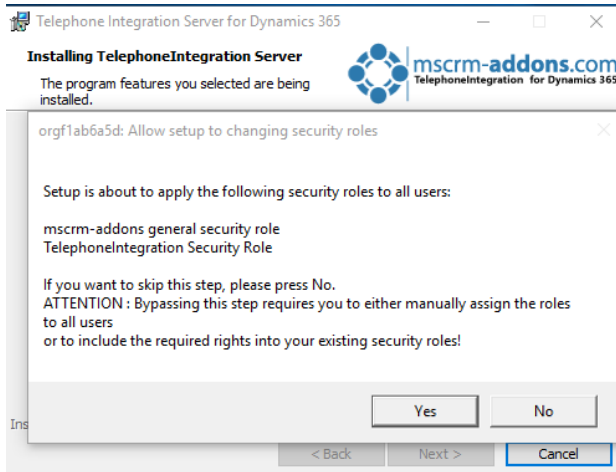 Telephone Integration Server for Dynamics 365
Installing TelephoneIntegration Server
The program features you selected are being
installed.
mscrm-addons.com
TelephoneIntegration for Dynamics 365
orgf1ab6a5d: Allow setup to changing security roles
Setup is about to apply the following security roles to all users:
mscrm-addons general security role
TelephoneIntegration Security Role
If you want to skip this step, please press No.
ATTENTION : Bypassing this step requires you to either manually assign the roles
to all users
or to include the required rights into your existing security roles!
Yes No
Ins
< Back Next > Cancel